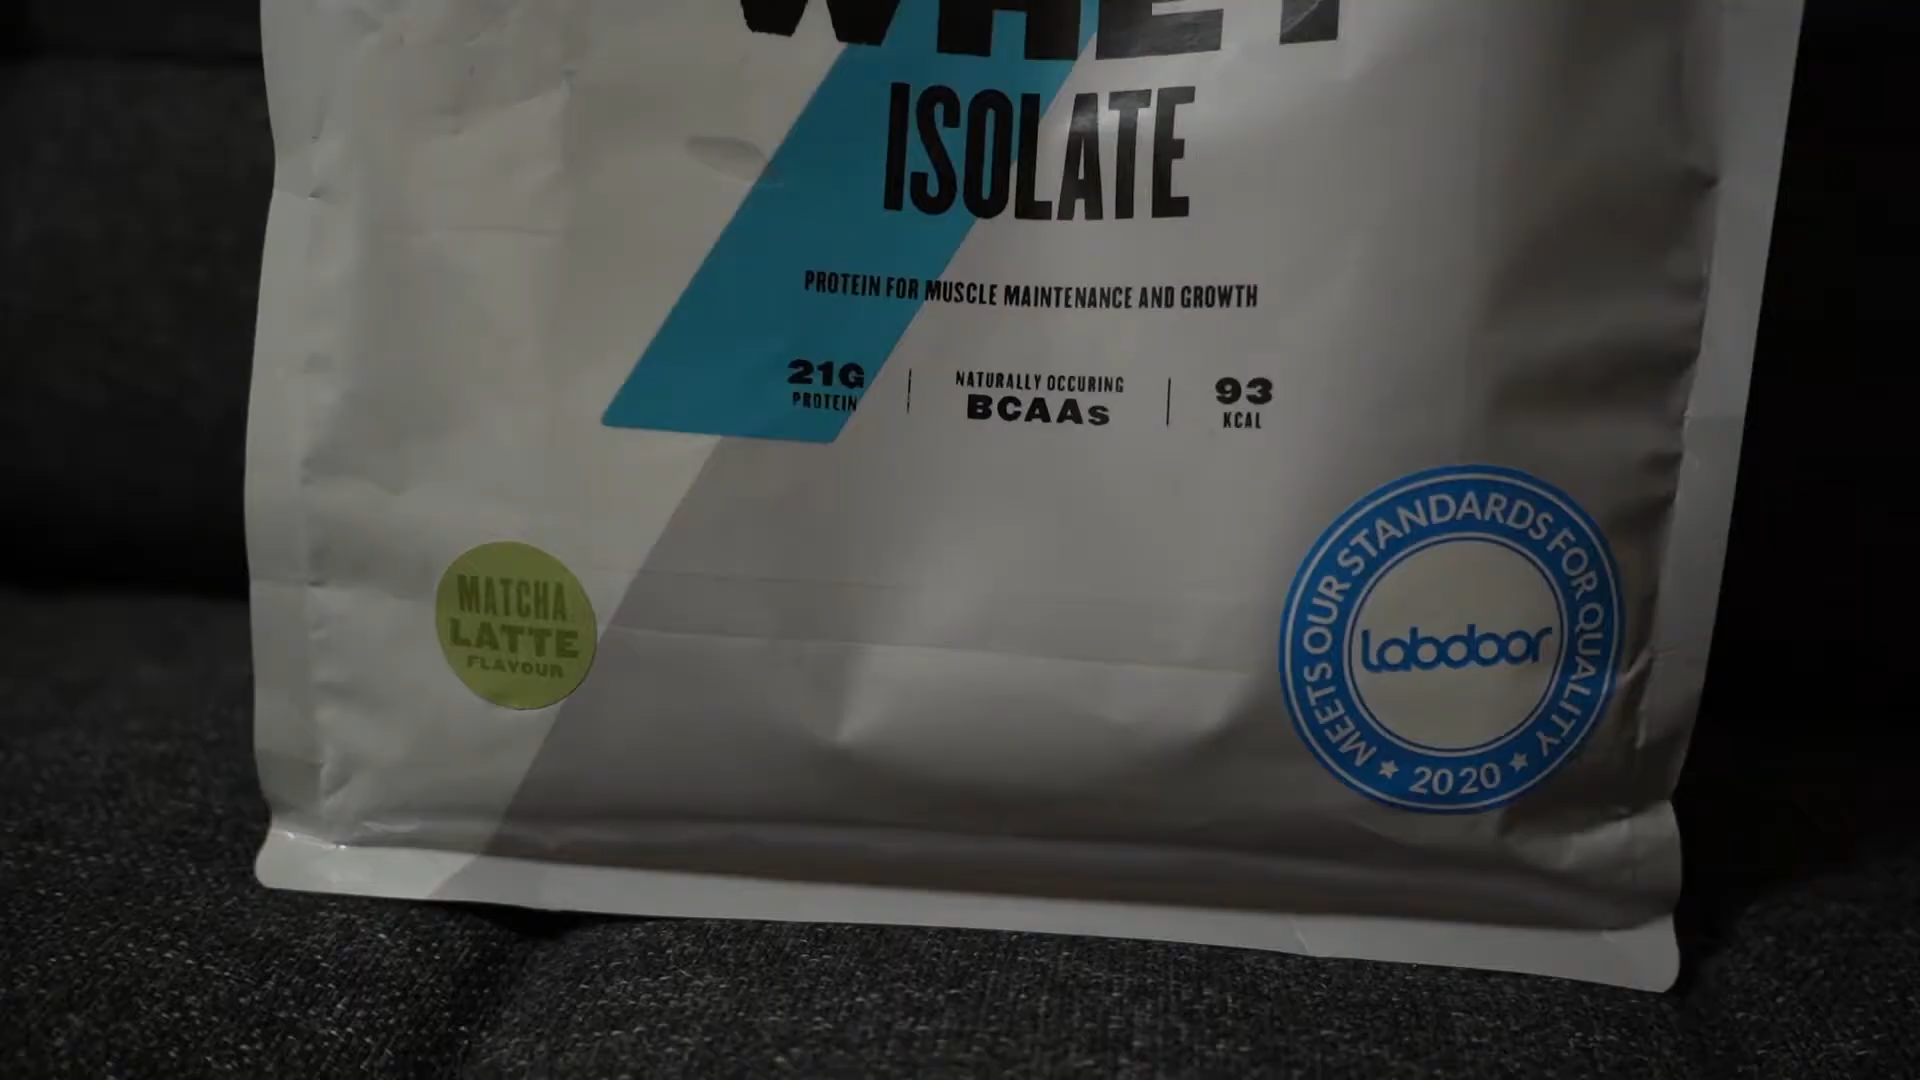 WHEY
ISOLATE
PROTEIN FOR MUSCLE MAINTENANCE AND GROWTH
21G
PROTEIN
NATURALLY OCCURING
BCAAs
93
KCAL
MATCHA
LATTE
FLAVOUR
MEETS OUR STANDARDS FOR QUALITY
labdoor
★ 2020 ★